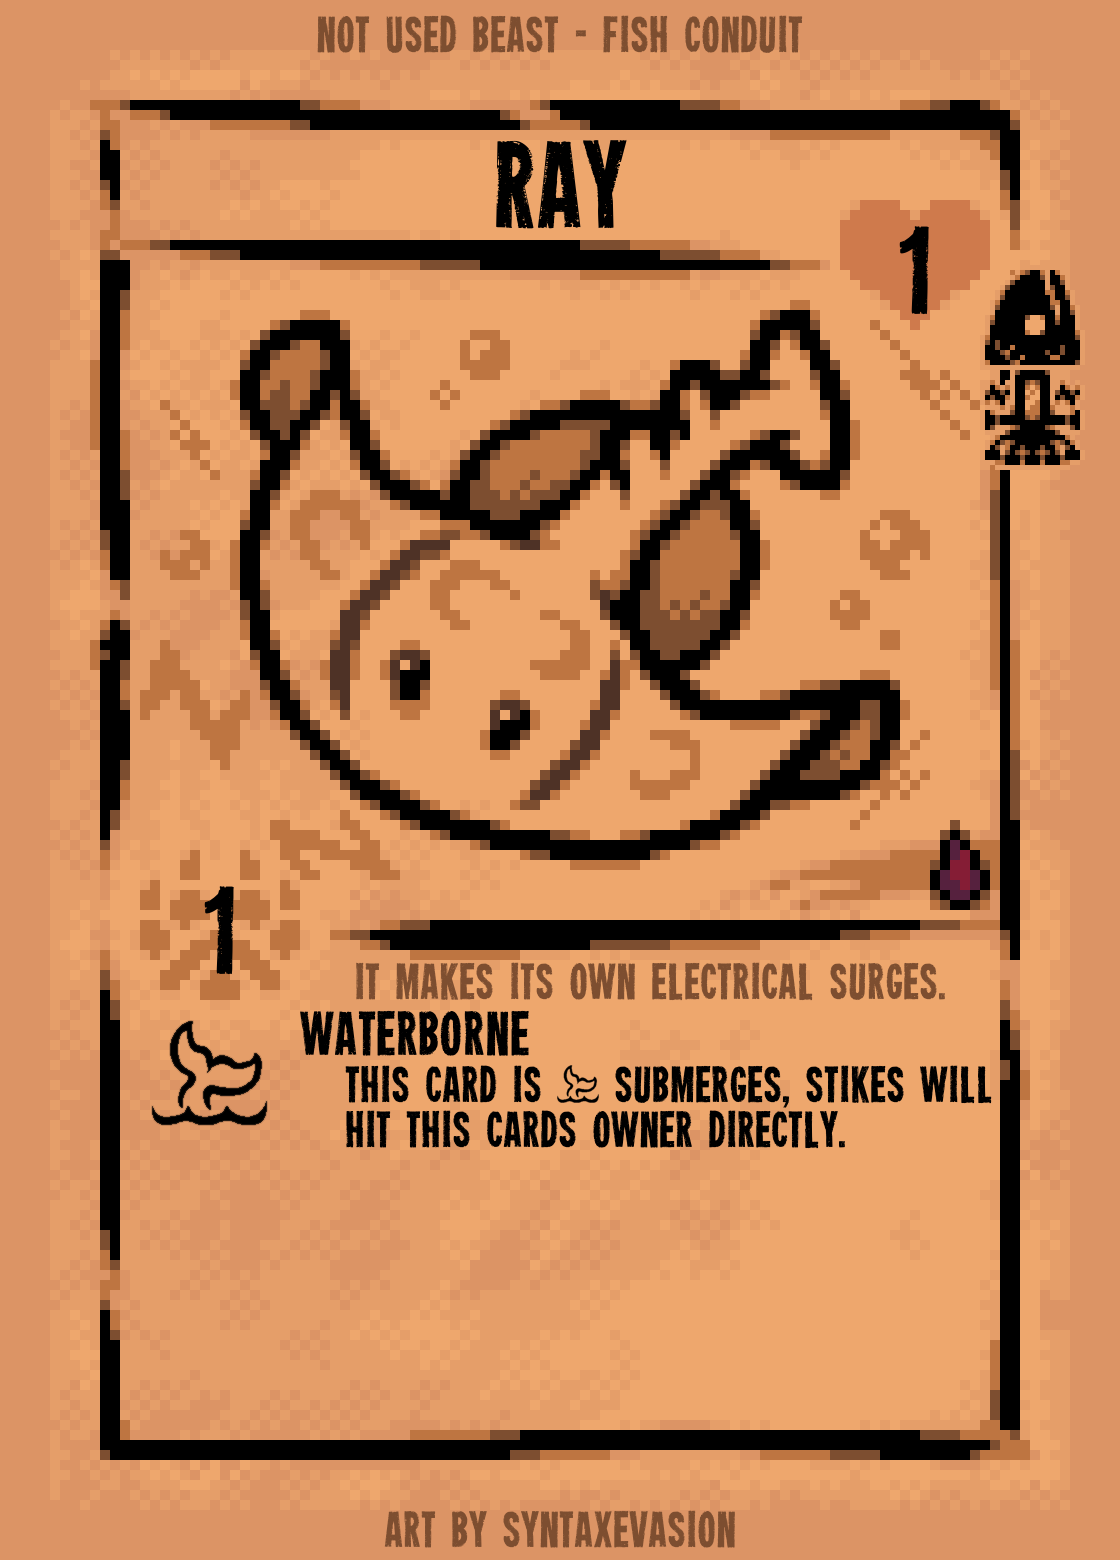 NOT USED BEAST - FISH CONDUIT
RAY
1
1
IT MAKES ITS OWN ELECTRICAL SURGES.
WATERBORNE
THIS CARD IS SUBMERGES, STIKES WILL
HIT THIS CARDS OWNER DIRECTLY.
ART BY SYNTAXEVASION